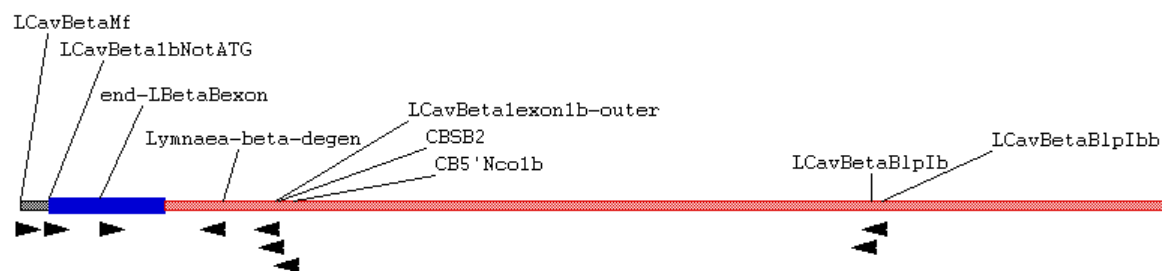 LCavBetaMf
LCavBeta1bNotATG
end-LBetaBexon
LCavBeta1exon1b-outer
Lymnaea-beta-degen
CBSB2
LCavBetaBlpIbb
CB5'Nco1b
LCavBetaBlpIb